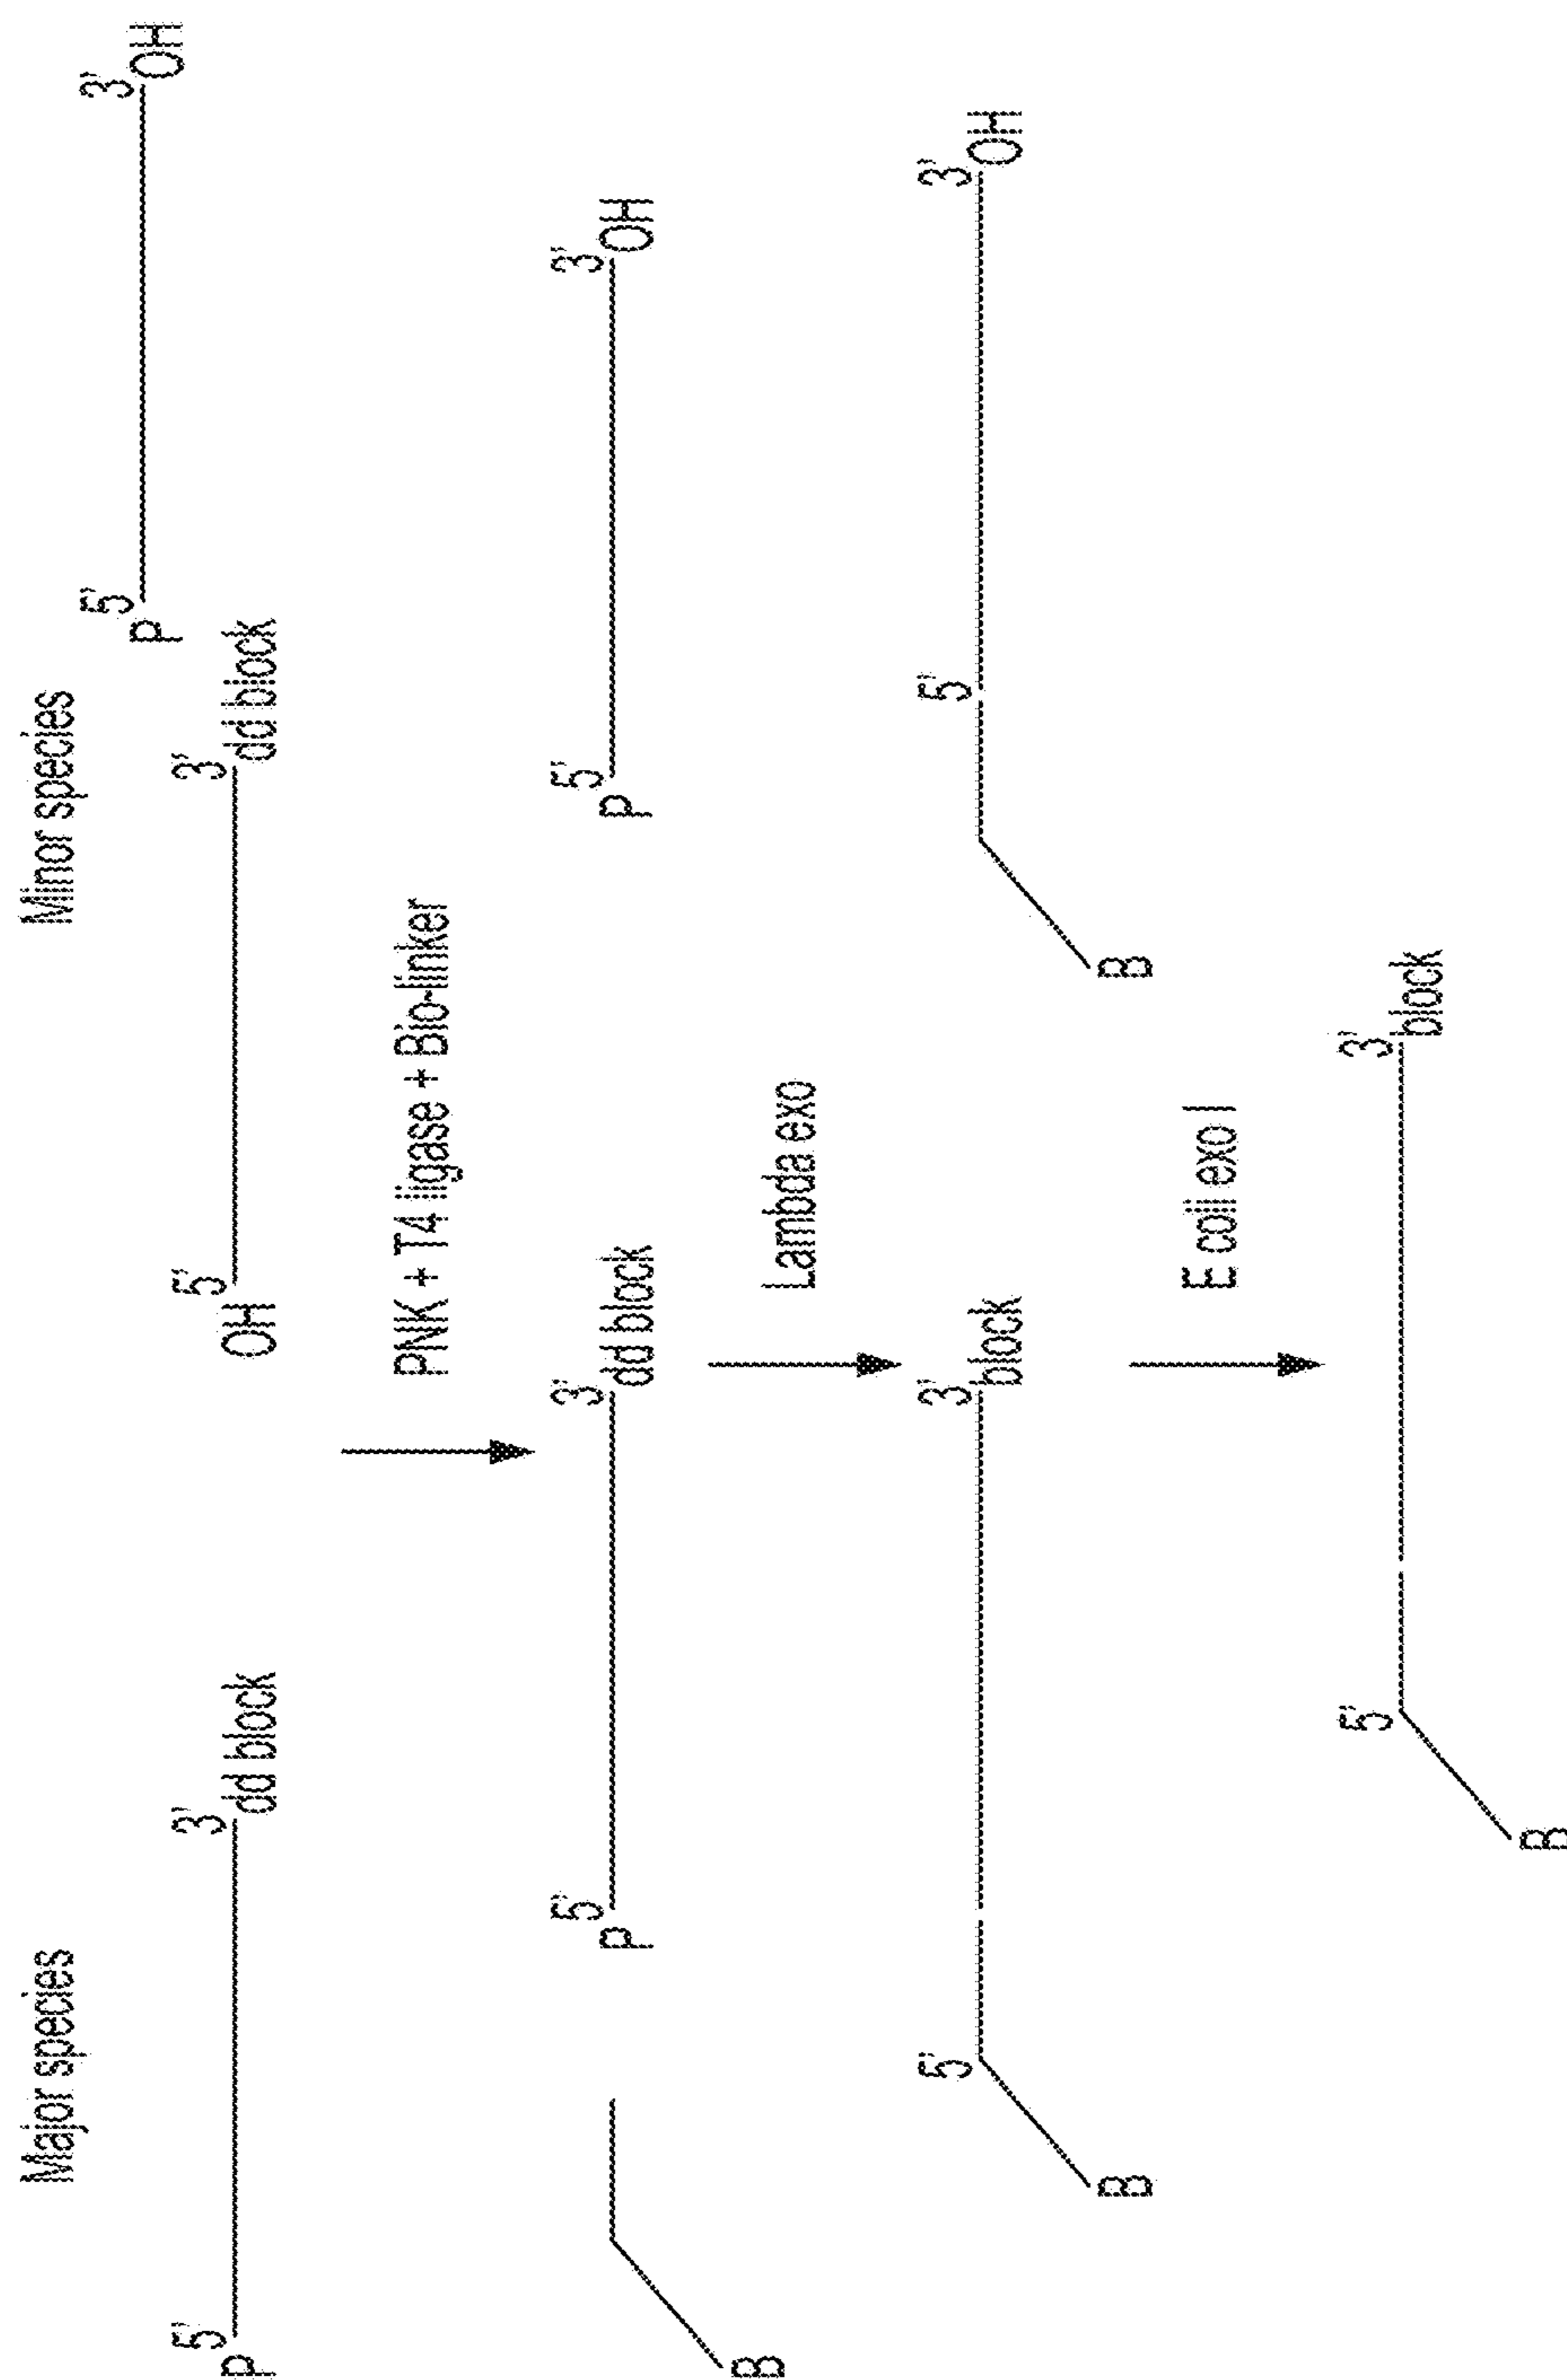 Major species Minor species
5' 3'
P OH
5' 3' 5' 3'
P dd block OH dd block
PNK + T4 ligase + Bio-linker
5' 3' 5' 3'
P dd block P OH
B
Lambda exo
5' 3' 5' 3'
block OH
B B
E coli exo I
5' 3'
block
B